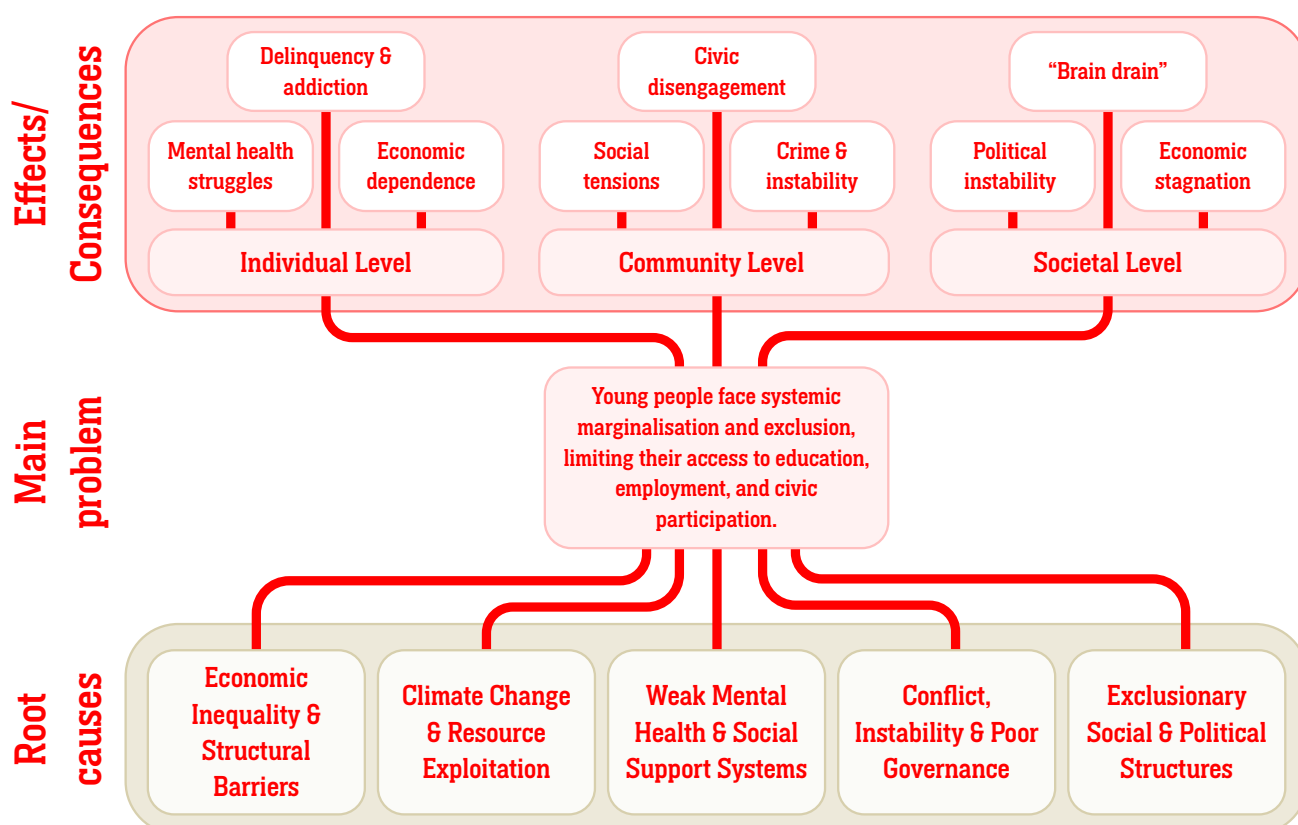 Effects/
Consequences
Delinquency &
addiction
Civic
disengagement
“Brain drain”
Mental health
struggles
Economic
dependence
Social
tensions
Crime &
instability
Political
instability
Economic
stagnation
Individual Level
Community Level
Societal Level
Main
problem
Young people face systemic
marginalisation and exclusion,
limiting their access to education,
employment, and civic
participation.
Root
causes
Economic
Inequality &
Structural
Barriers
Climate Change
& Resource
Exploitation
Weak Mental
Health & Social
Support Systems
Conflict,
Instability & Poor
Governance
Exclusionary
Social & Political
Structures